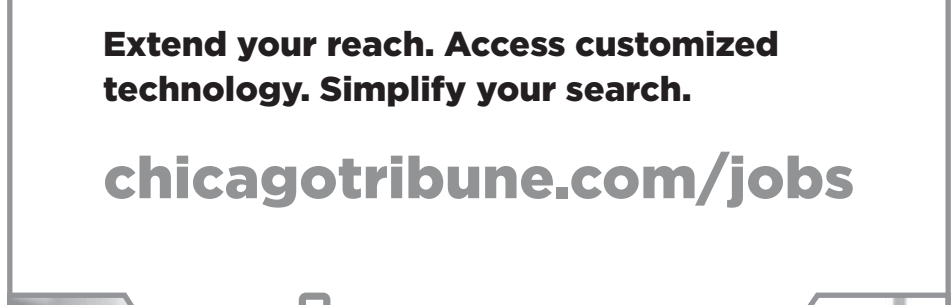 Extend your reach. Access customized
technology. Simplify your search.
chicagotribune.com/jobs